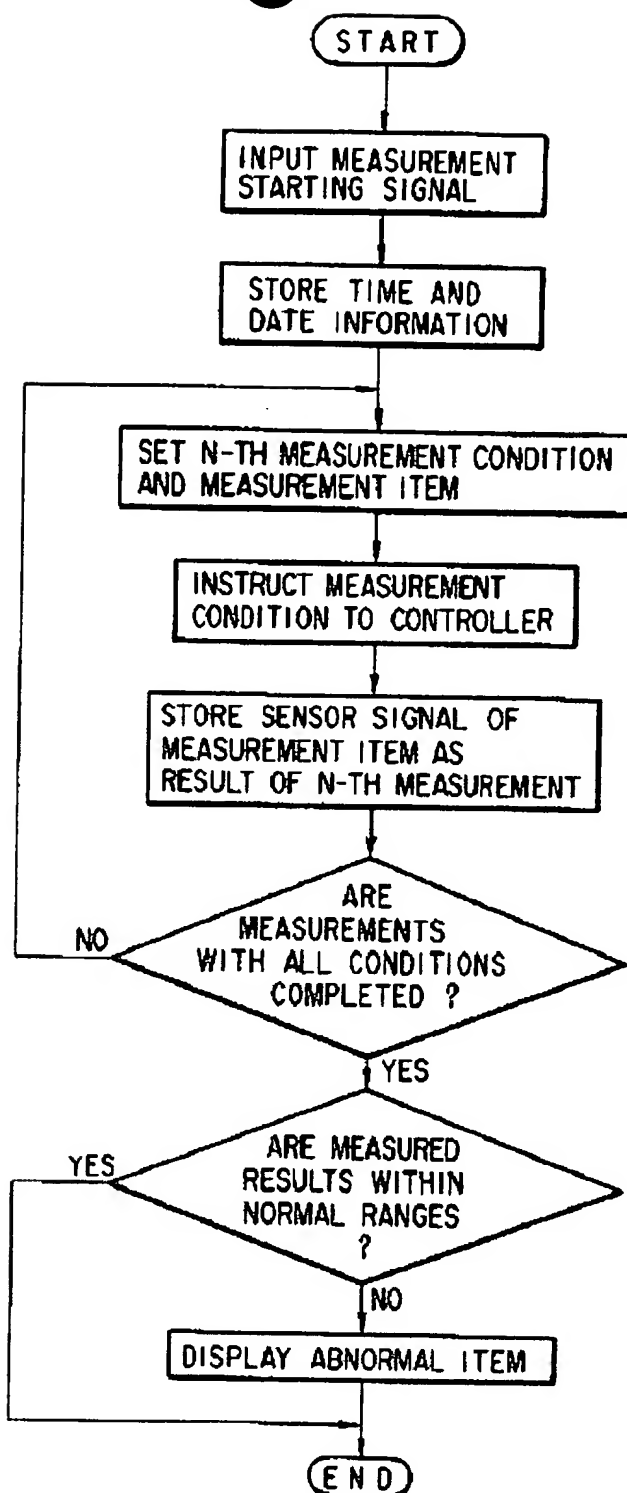 START
INPUT MEASUREMENT
STARTING SIGNAL
STORE TIME AND
DATE INFORMATION
SET N-TH MEASUREMENT CONDITION
AND MEASUREMENT ITEM
INSTRUCT MEASUREMENT
CONDITION TO CONTROLLER
STORE SENSOR SIGNAL OF
MEASUREMENT ITEM AS
RESULT OF N-TH MEASUREMENT
ARE
MEASUREMENTS
WITH ALL CONDITIONS
COMPLETED ?
NO
YES
ARE MEASURED
RESULTS WITHIN
NORMAL RANGES
?
YES
NO
DISPLAY ABNORMAL ITEM
END